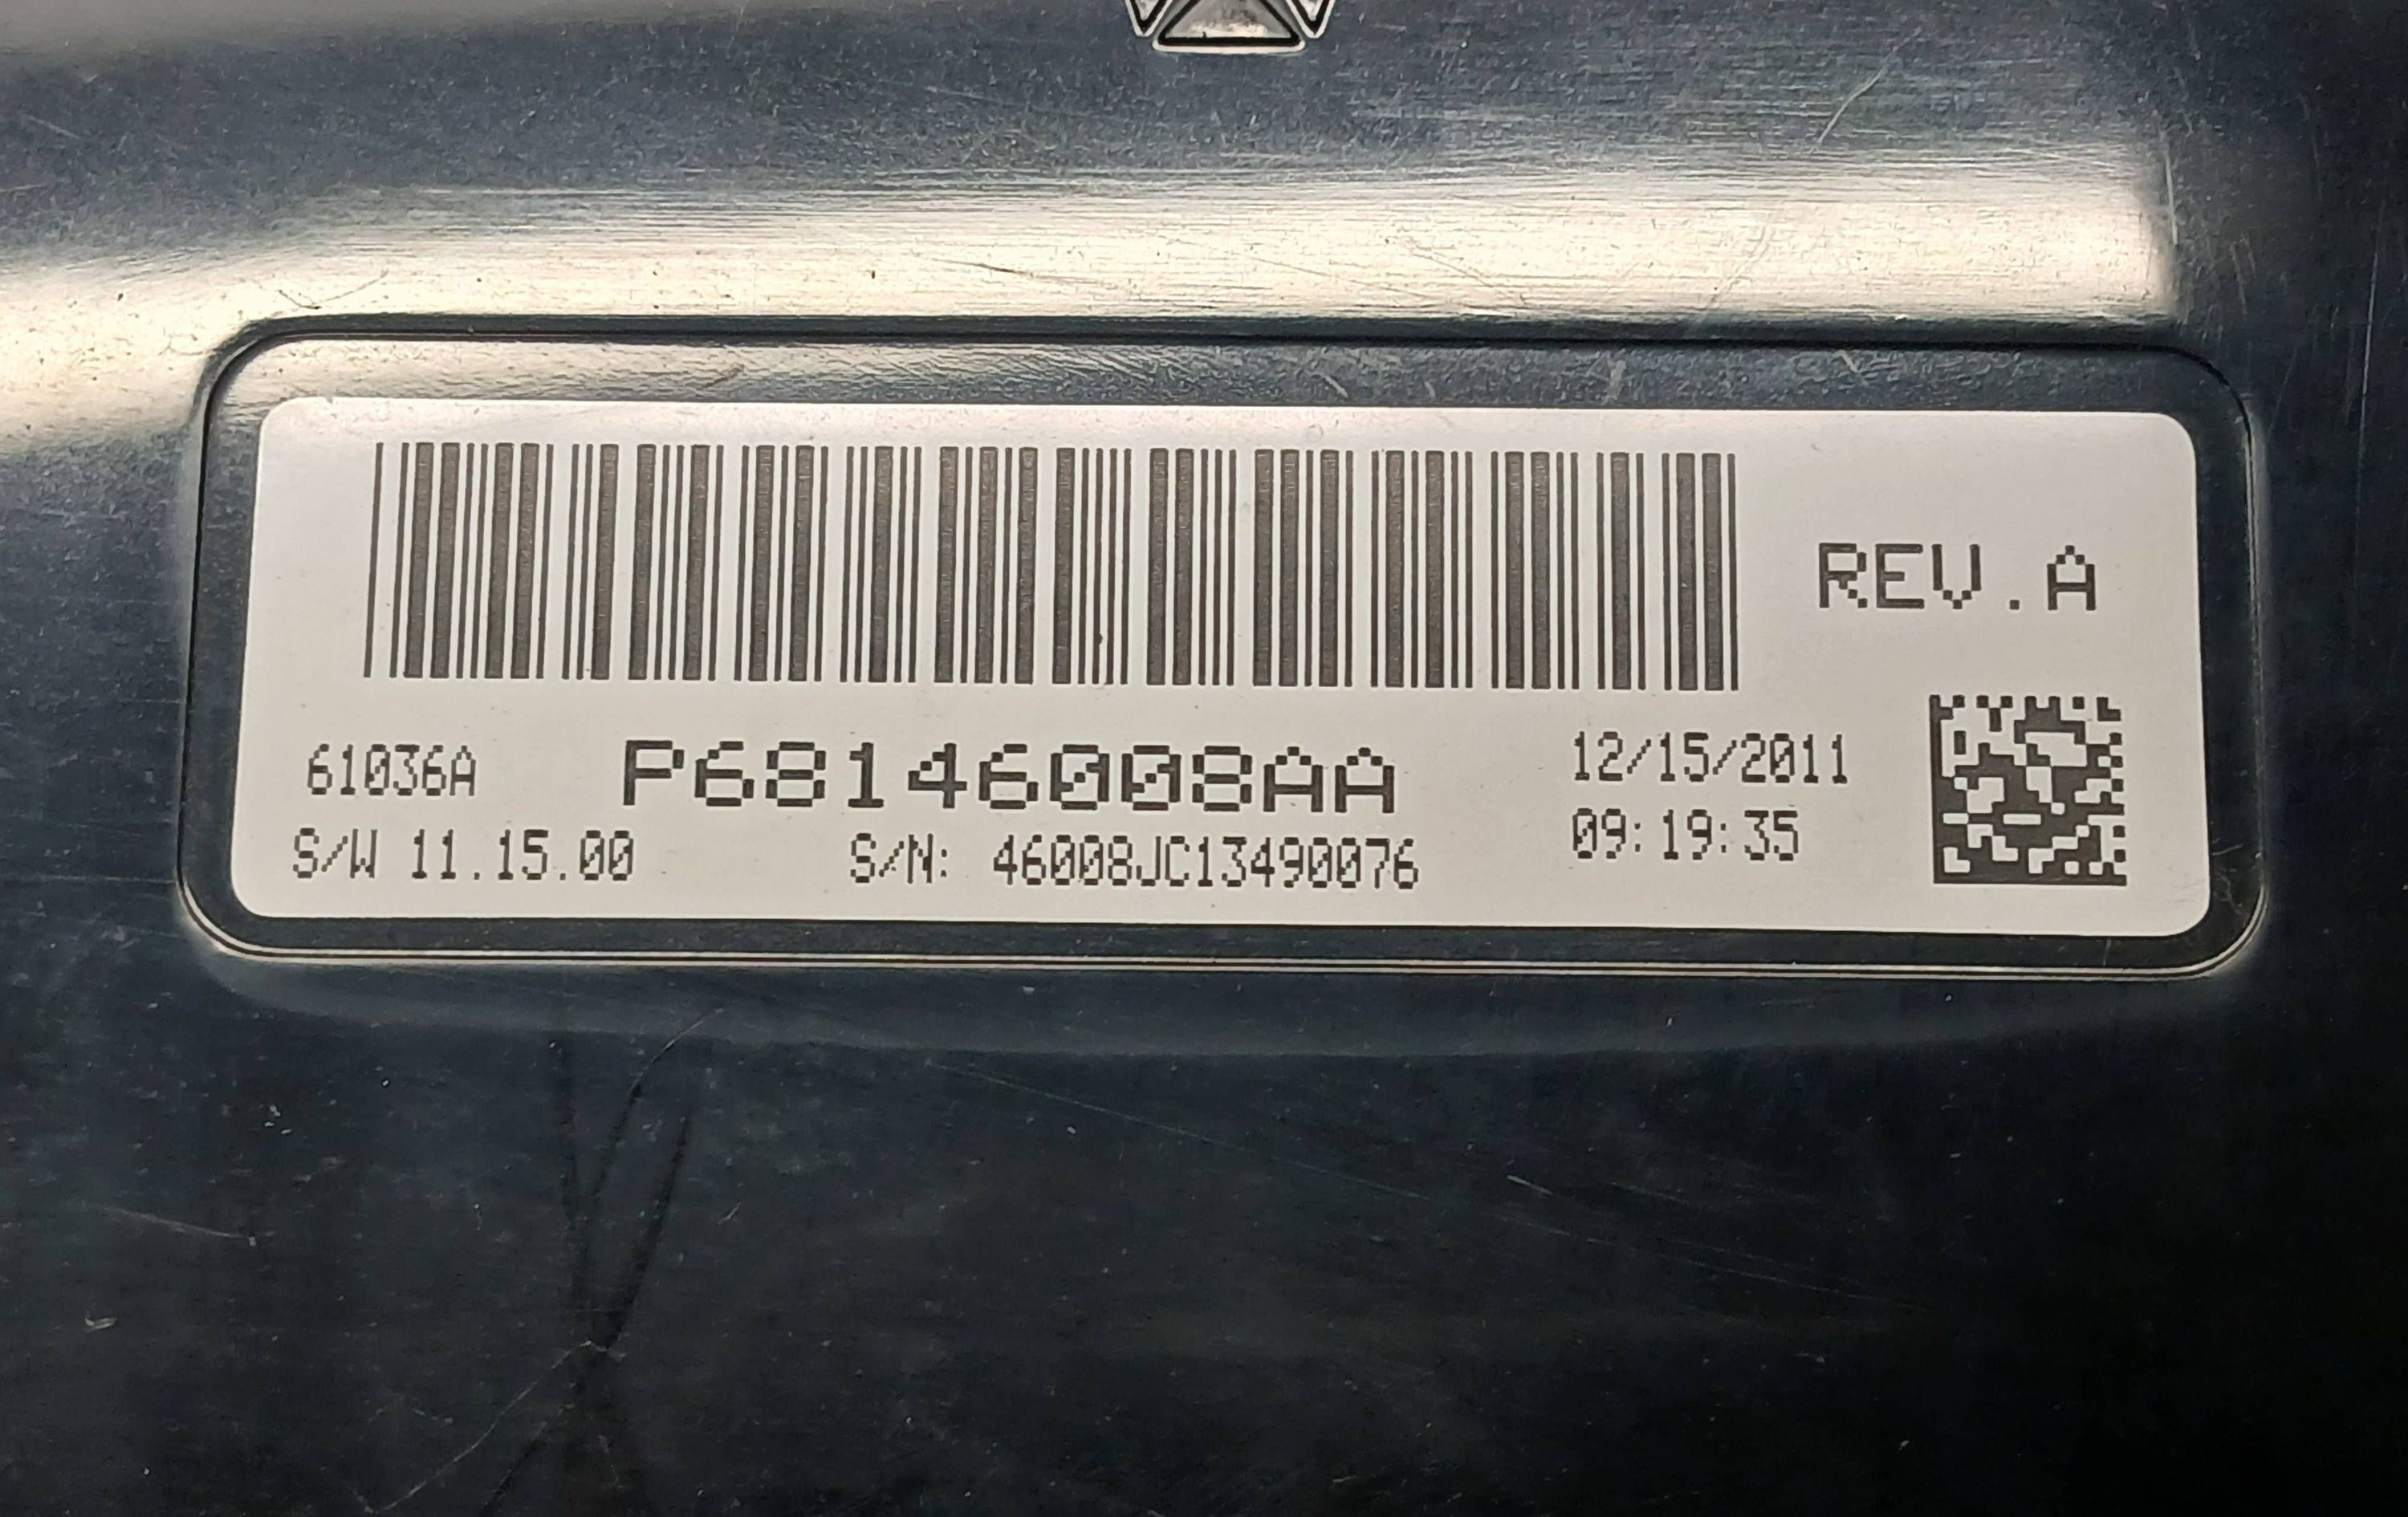 REV.A
61036A P68146008AA 12/15/2011
S/W 11.15.00 S/N: 46008JC13490076 09:19:35